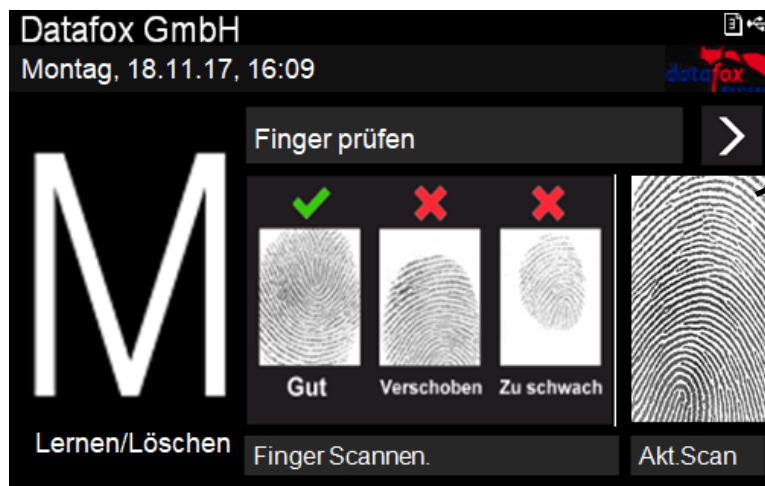 Datafox GmbH
Montag, 18.11.17, 16:09
datafox
Finger prüfen
M
Gut
Verschoben
Zu schwach
Lernen/Löschen
Finger Scannen.
Akt.Scan